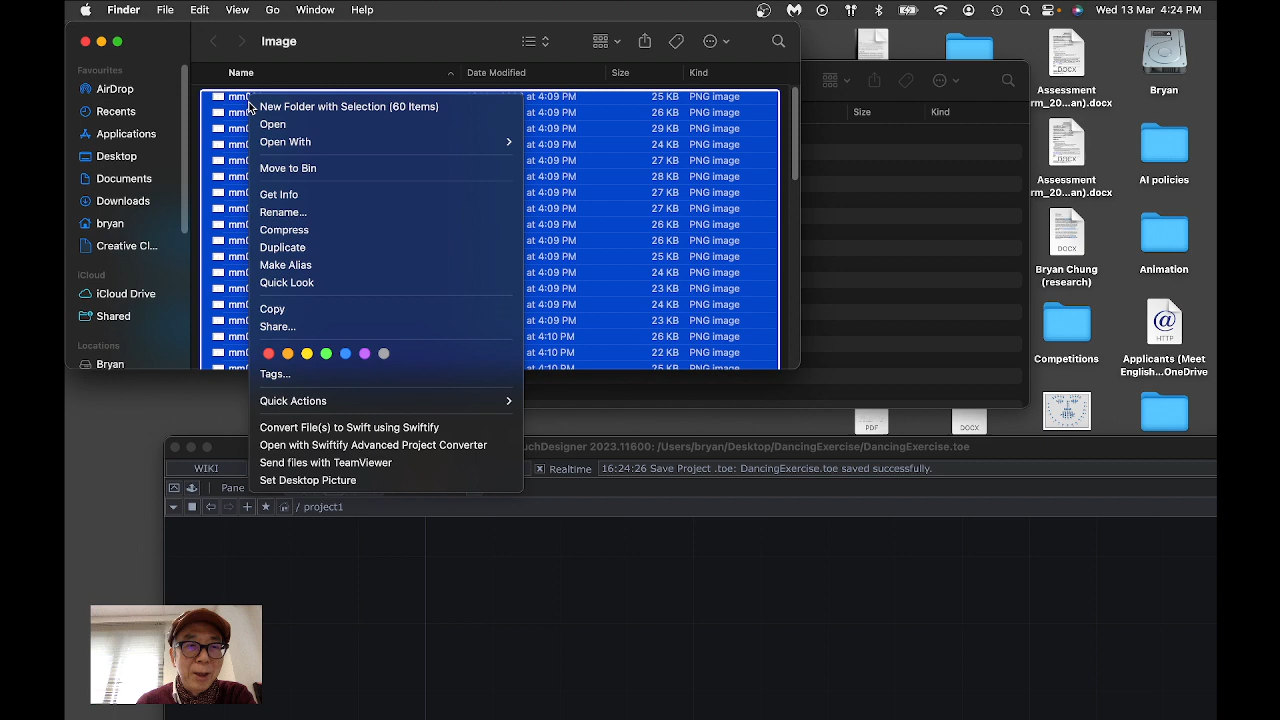 Finder File Edit View Go Window Help
Wed 13 Mar 4:24 PM
Image
Favourites
AirDrop
Recents
Applications
Desktop
Documents
Downloads
bryan
Creative Cl...
iCloud
iCloud Drive
Shared
Locations
Bryan
Name Date Modified Size Kind
at 4:09 PM 25 KB PNG image
at 4:09 PM 26 KB PNG image
at 4:09 PM 29 KB PNG image
at 4:09 PM 24 KB PNG image
at 4:09 PM 27 KB PNG image
at 4:09 PM 28 KB PNG image
at 4:09 PM 27 KB PNG image
at 4:09 PM 27 KB PNG image
at 4:09 PM 26 KB PNG image
at 4:09 PM 26 KB PNG image
at 4:09 PM 25 KB PNG image
at 4:09 PM 24 KB PNG image
at 4:09 PM 23 KB PNG image
at 4:09 PM 24 KB PNG image
at 4:09 PM 23 KB PNG image
at 4:10 PM 26 KB PNG image
at 4:10 PM 22 KB PNG image
at 4:10 PM 25 KB PNG image
New Folder with Selection (60 Items)
Open
Open With
Move to Bin
Get Info
Rename...
Compress
Duplicate
Make Alias
Quick Look
Copy
Share...
Tags...
Quick Actions
Convert File(s) to Swift using Swiftify
Open with Swiftify Advanced Project Converter
Send files with TeamViewer
Set Desktop Picture
Size Kind
DOCX
Assessment
rm_20...an).docx
Bryan
DOCX
Assessment
rm_20...an).docx
AI policies
DOCX
Bryan Chung
(research)
Animation
Competitions
HTTP
Applicants (Meet
English...OneDrive
PDF
DOCX
uchDesigner 2023.11600: /Users/bryan/Desktop/DancingExercise/DancingExercise.toe
WIKI
Realtime
16:24:26 Save Project .toe: DancingExercise.toe saved successfully.
Pane
/ project1